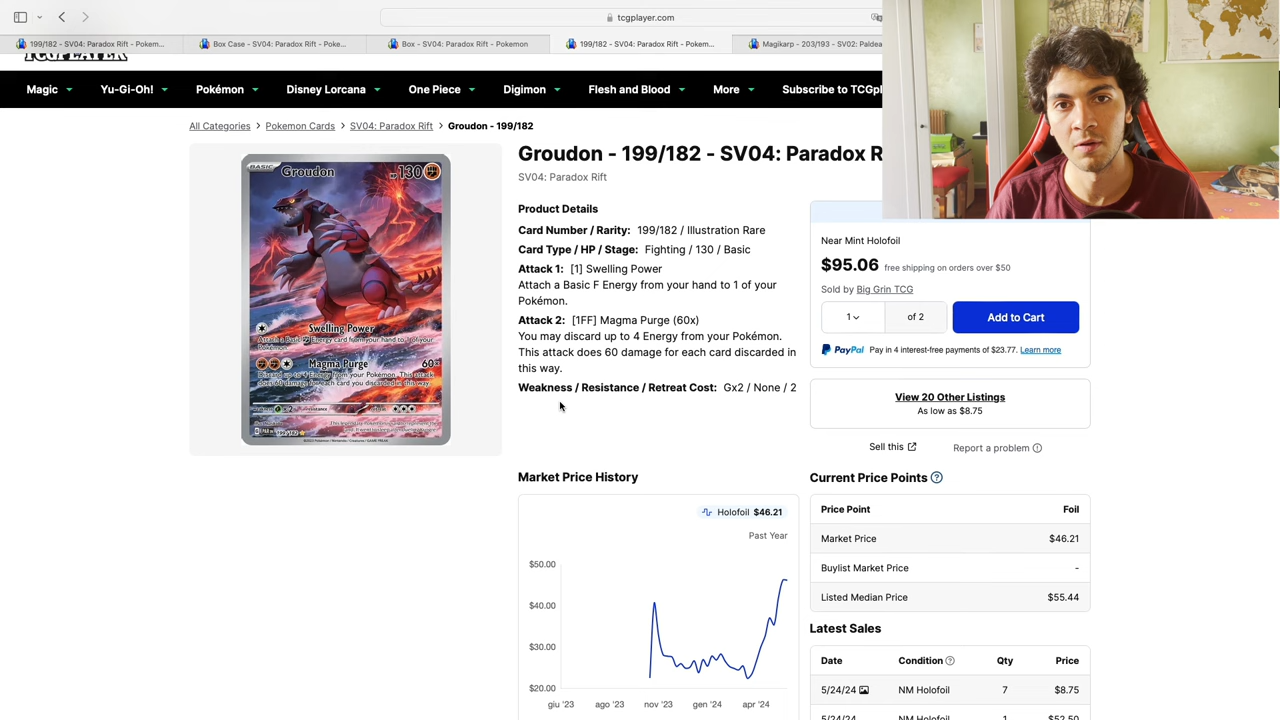 tcgplayer.com
199/182 - SV04: Paradox Rift - Pokem...
Box Case - SV04: Paradox Rift - Poke...
Box - SV04: Paradox Rift - Pokemon
199/182 - SV04: Paradox Rift - Pokem...
Magikarp - 203/193 - SV02: Paldea
TCGPLAYER
Magic
Yu-Gi-Oh!
Pokémon
Disney Lorcana
One Piece
Digimon
Flesh and Blood
More
Subscribe to TCGpl
All Categories > Pokemon Cards > SV04: Paradox Rift > Groudon - 199/182
BASIC
Groudon
HP 130
Swelling Power
Magma Purge 60×
Groudon - 199/182 - SV04: Paradox R
SV04: Paradox Rift
Product Details
Card Number / Rarity: 199/182 / Illustration Rare
Card Type / HP / Stage: Fighting / 130 / Basic
Attack 1: [1] Swelling Power
Attach a Basic F Energy from your hand to 1 of your
Pokémon.
Attack 2: [1FF] Magma Purge (60x)
You may discard up to 4 Energy from your Pokémon.
This attack does 60 damage for each card discarded in
this way.
Weakness / Resistance / Retreat Cost: Gx2 / None / 2
Near Mint Holofoil
$95.06 free shipping on orders over $50
Sold by Big Grin TCG
1 of 2
Add to Cart
PayPal Pay in 4 interest-free payments of $23.77. Learn more
View 20 Other Listings
As low as $8.75
Sell this
Report a problem
Market Price History
Holofoil $46.21
Past Year
$50.00
$40.00
$30.00
$20.00
giu '23
ago '23
nov '23
gen '24
apr '24
Current Price Points
Price Point Foil
Market Price $46.21
Buylist Market Price -
Listed Median Price $55.44
Latest Sales
Date Condition Qty Price
5/24/24 NM Holofoil 7 $8.75
5/24/24 NM Holofoil 1 $52.50